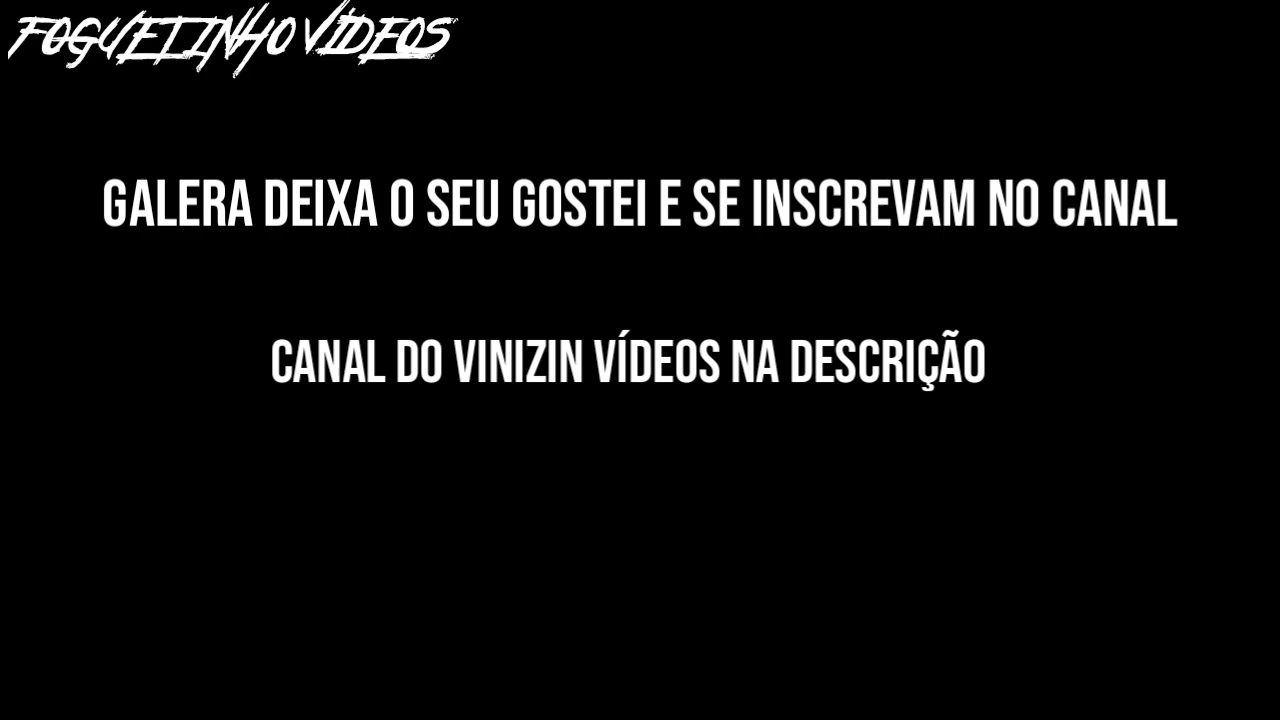 FOGUETINHO VÍDEOS
GALERA DEIXA O SEU GOSTEI E SE INSCREVAM NO CANAL
CANAL DO VINIZIN VÍDEOS NA DESCRIÇÃO